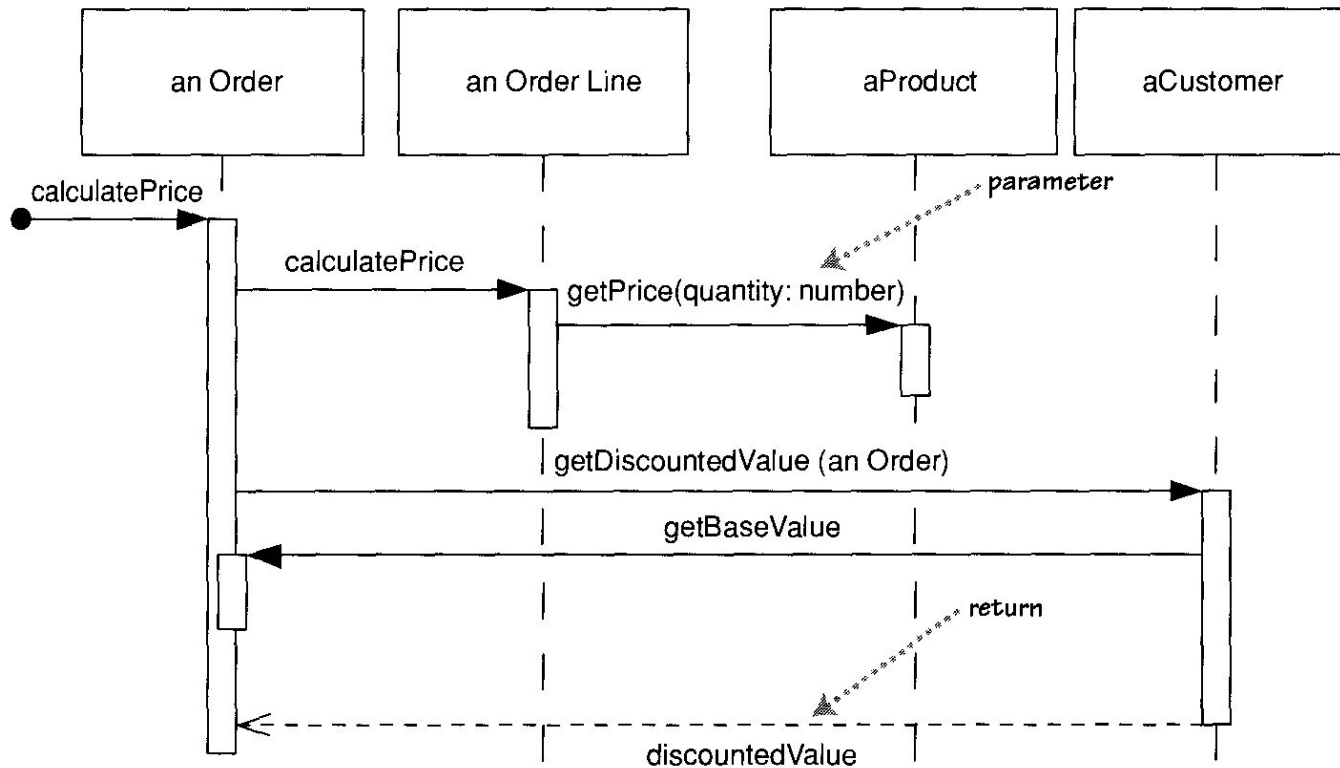 an Order
an Order Line
aProduct
aCustomer
calculatePrice
parameter
calculatePrice
getPrice(quantity: number)
getDiscountedValue (an Order)
getBaseValue
return
discountedValue